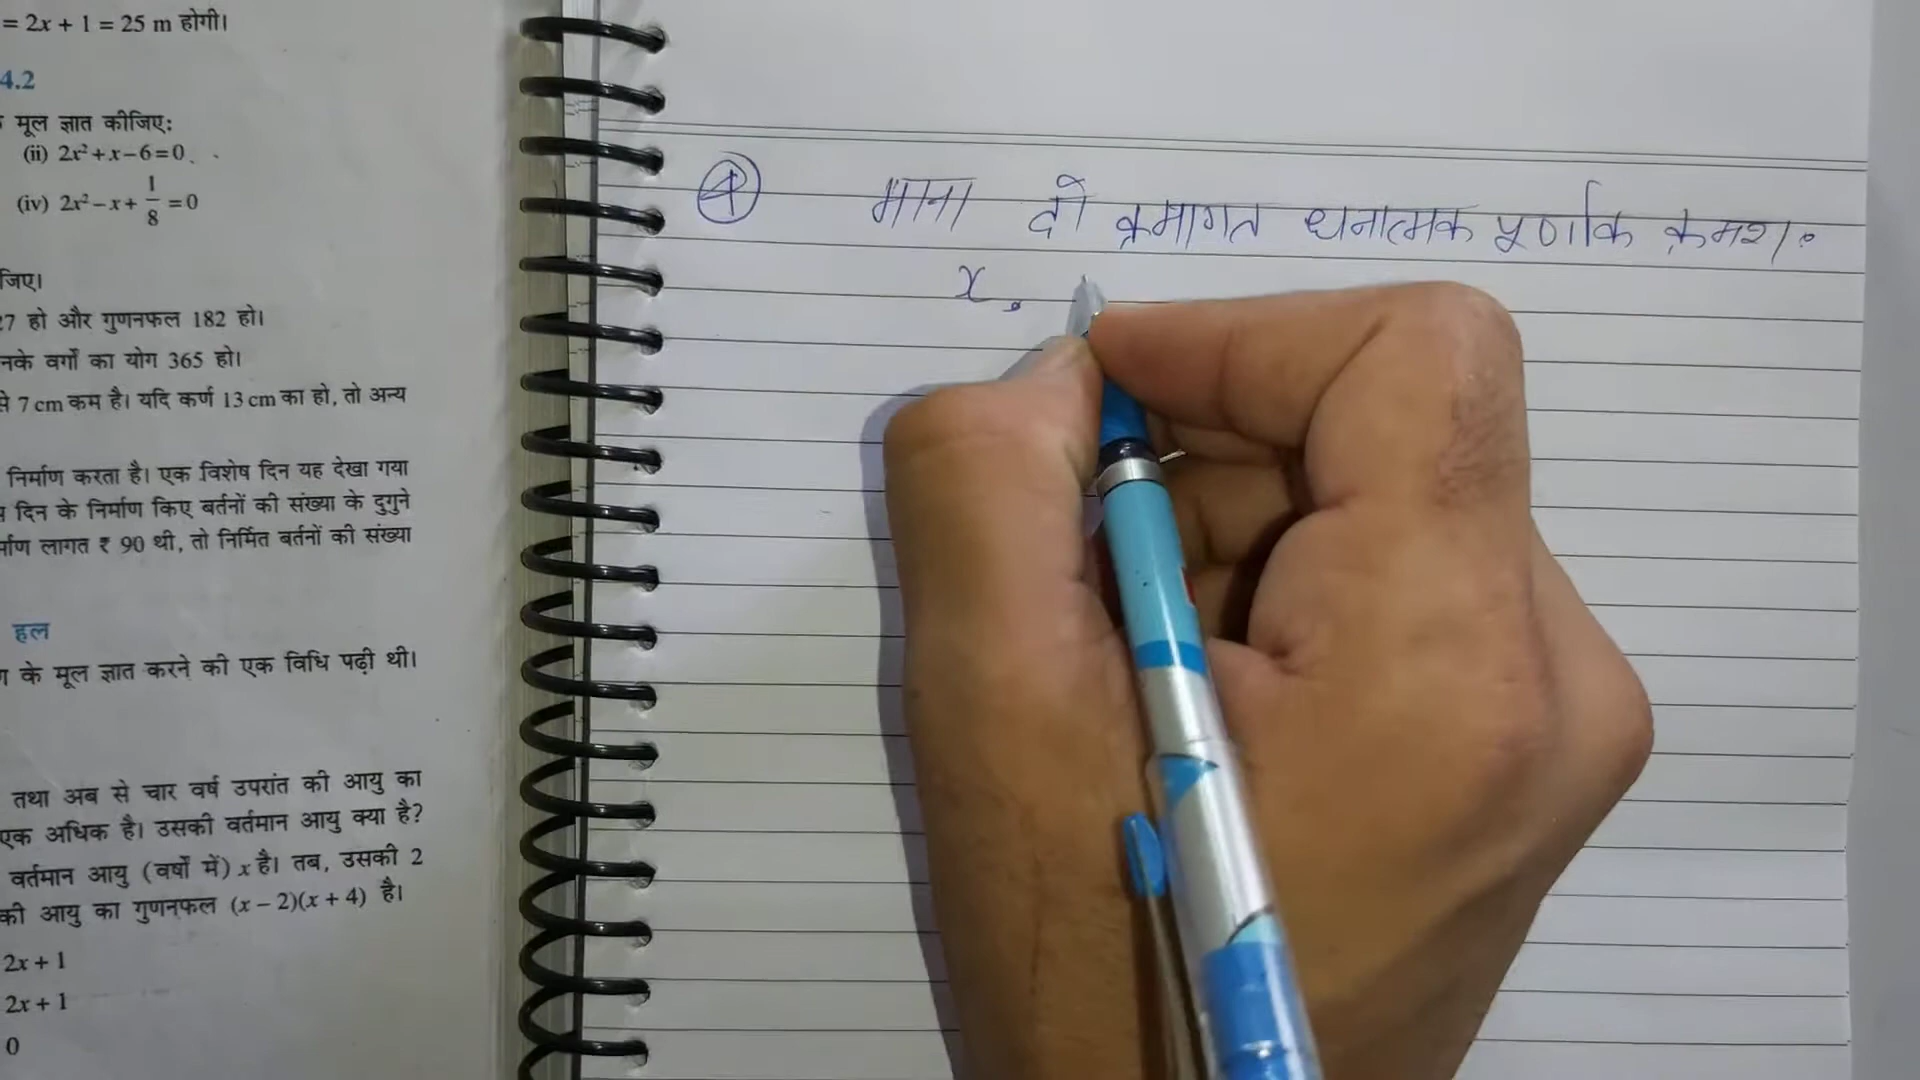 = 2x + 1 = 25 m होगी।
4.2
मूल ज्ञात कीजिए:
(ii) 2x² + x – 6 = 0
(iv) 2x² – x + 1/8 = 0
जिए।
27 हो और गुणनफल 182 हो।
नके वर्गों का योग 365 हो।
से 7 cm कम है। यदि कर्ण 13 cm का हो, तो अन्य
निर्माण करता है। एक विशेष दिन यह देखा गया
दिन के निर्माण किए बर्तनों की संख्या के दुगुने
र्माण लागत ₹ 90 थी, तो निर्मित बर्तनों की संख्या
हल
के मूल ज्ञात करने की एक विधि पढ़ी थी।
तथा अब से चार वर्ष उपरांत की आयु का
एक अधिक है। उसकी वर्तमान आयु क्या है?
वर्तमान आयु (वर्षों में) x है। तब, उसकी 2
की आयु का गुणनफल (x – 2)(x + 4) है।
2x + 1
2x + 1
0
④ माना दो क्रमागत धनात्मक पूर्णांक क्रमश:
x,